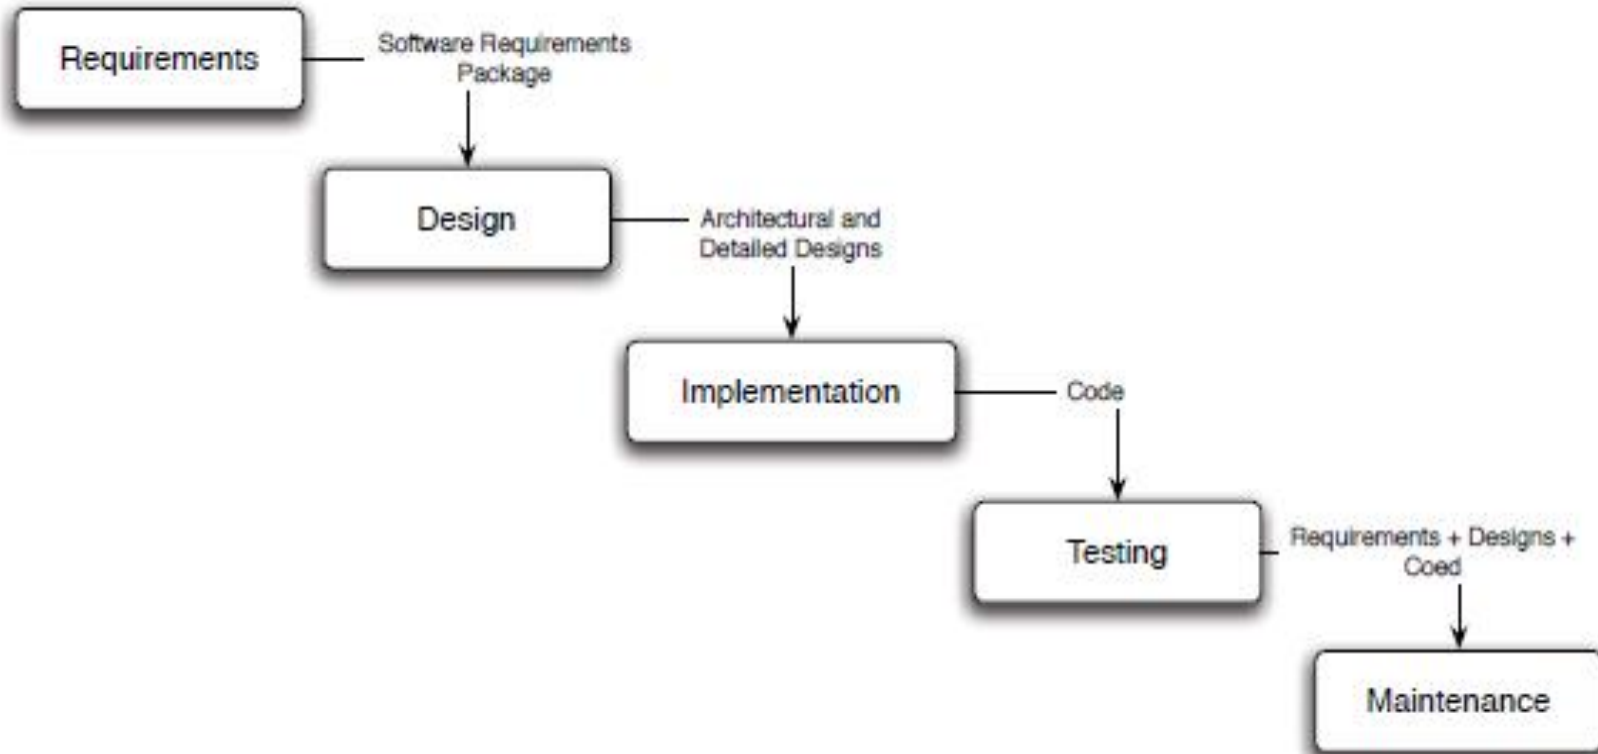 Requirements
Software Requirements
Package
Design
Architectural and
Detailed Designs
Implementation
Code
Testing
Requirements + Designs +
Coed
Maintenance